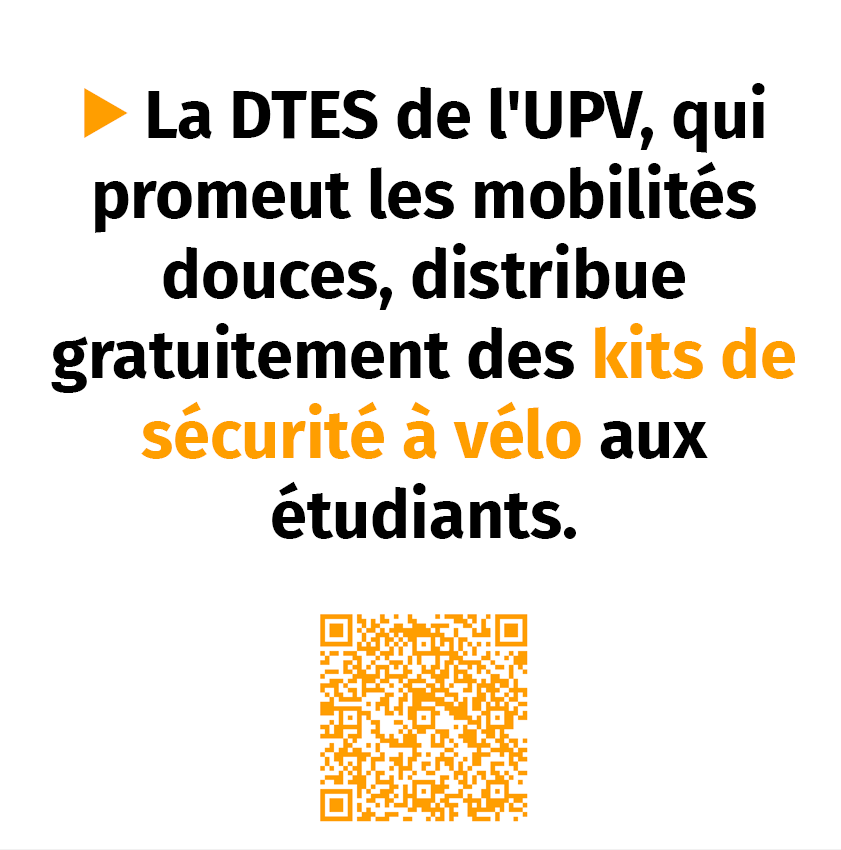 ▶ La DTES de l'UPV, qui
promeut les mobilités
douces, distribue
gratuitement des kits de
sécurité à vélo aux
étudiants.